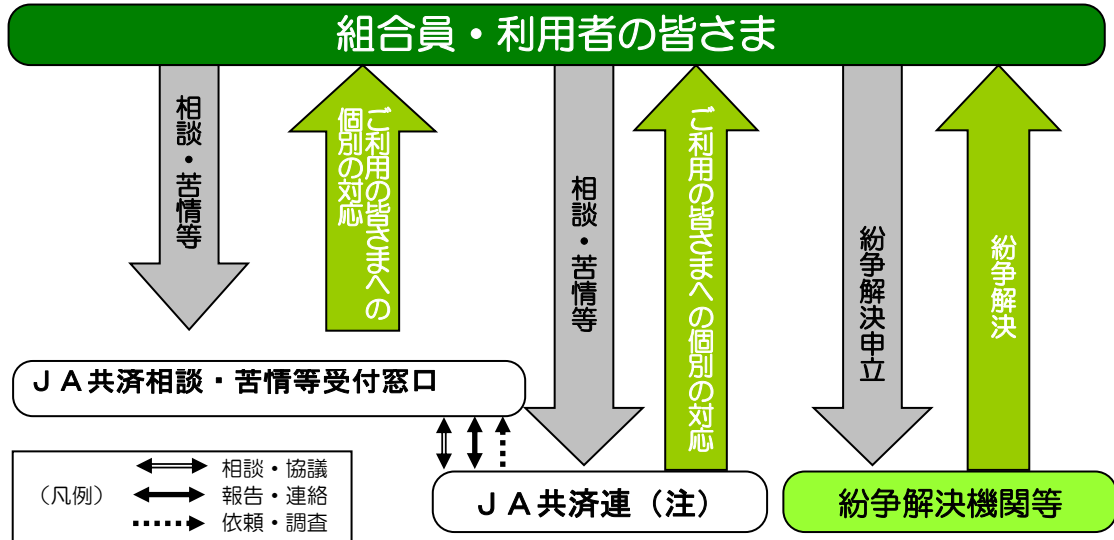 組合員・利用者の皆さま
相談・苦情等
ご利用の皆さまへの
個別の対応
相談・苦情等
ご利用の皆さまへの個別の対応
紛争解決申立
紛争解決
ＪＡ共済相談・苦情等受付窓口
ＪＡ共済連（注）
紛争解決機関等
（凡例）
相談・協議
報告・連絡
依頼・調査